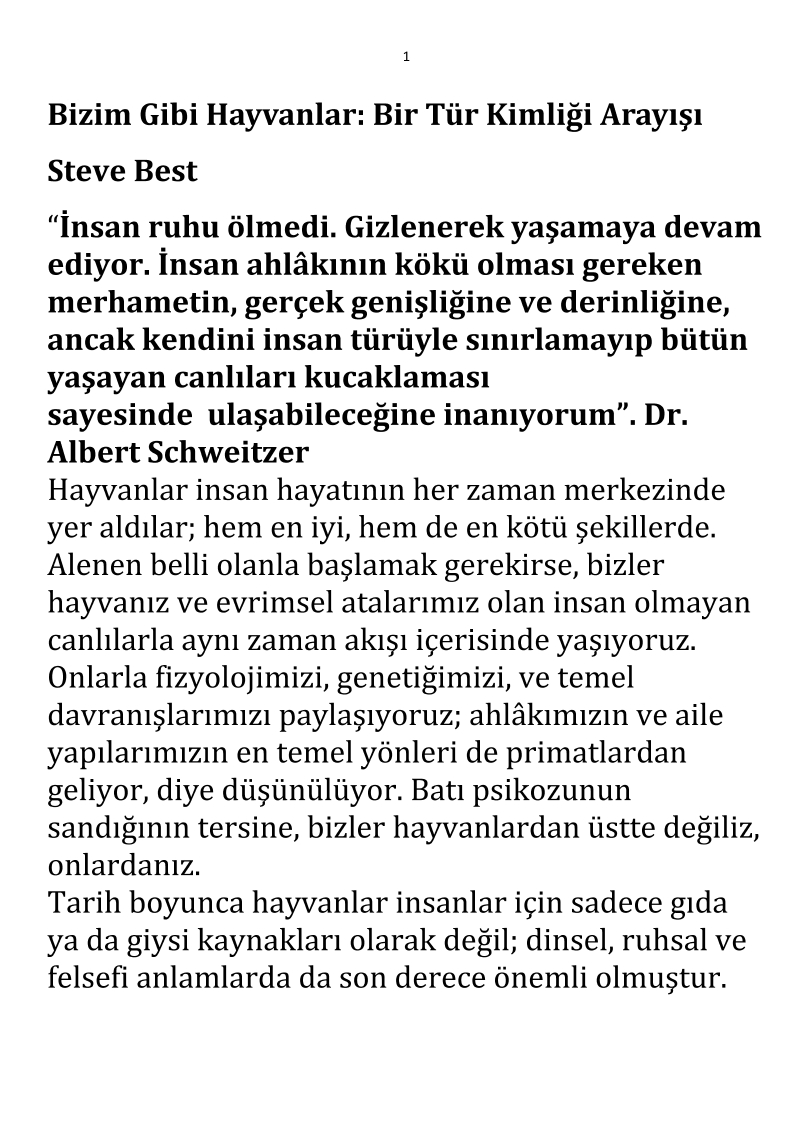 1
Bizim Gibi Hayvanlar: Bir Tür Kimliği Arayışı
Steve Best
“İnsan ruhu ölmedi. Gizlenerek yaşamaya devam
ediyor. İnsan ahlâkının kökü olması gereken
merhametin, gerçek genişliğine ve derinliğine,
ancak kendini insan türüyle sınırlamayıp bütün
yaşayan canlıları kucaklaması
sayesinde  ulaşabileceğine inanıyorum”. Dr.
Albert Schweitzer
Hayvanlar insan hayatının her zaman merkezinde
yer aldılar; hem en iyi, hem de en kötü şekillerde.
Alenen belli olanla başlamak gerekirse, bizler
hayvanız ve evrimsel atalarımız olan insan olmayan
canlılarla aynı zaman akışı içerisinde yaşıyoruz.
Onlarla fizyolojimizi, genetiğimizi, ve temel
davranışlarımızı paylaşıyoruz; ahlâkımızın ve aile
yapılarımızın en temel yönleri de primatlardan
geliyor, diye düşünülüyor. Batı psikozunun
sandığının tersine, bizler hayvanlardan üstte değiliz,
onlardanız.
Tarih boyunca hayvanlar insanlar için sadece gıda
ya da giysi kaynakları olarak değil; dinsel, ruhsal ve
felsefi anlamlarda da son derece önemli olmuştur.